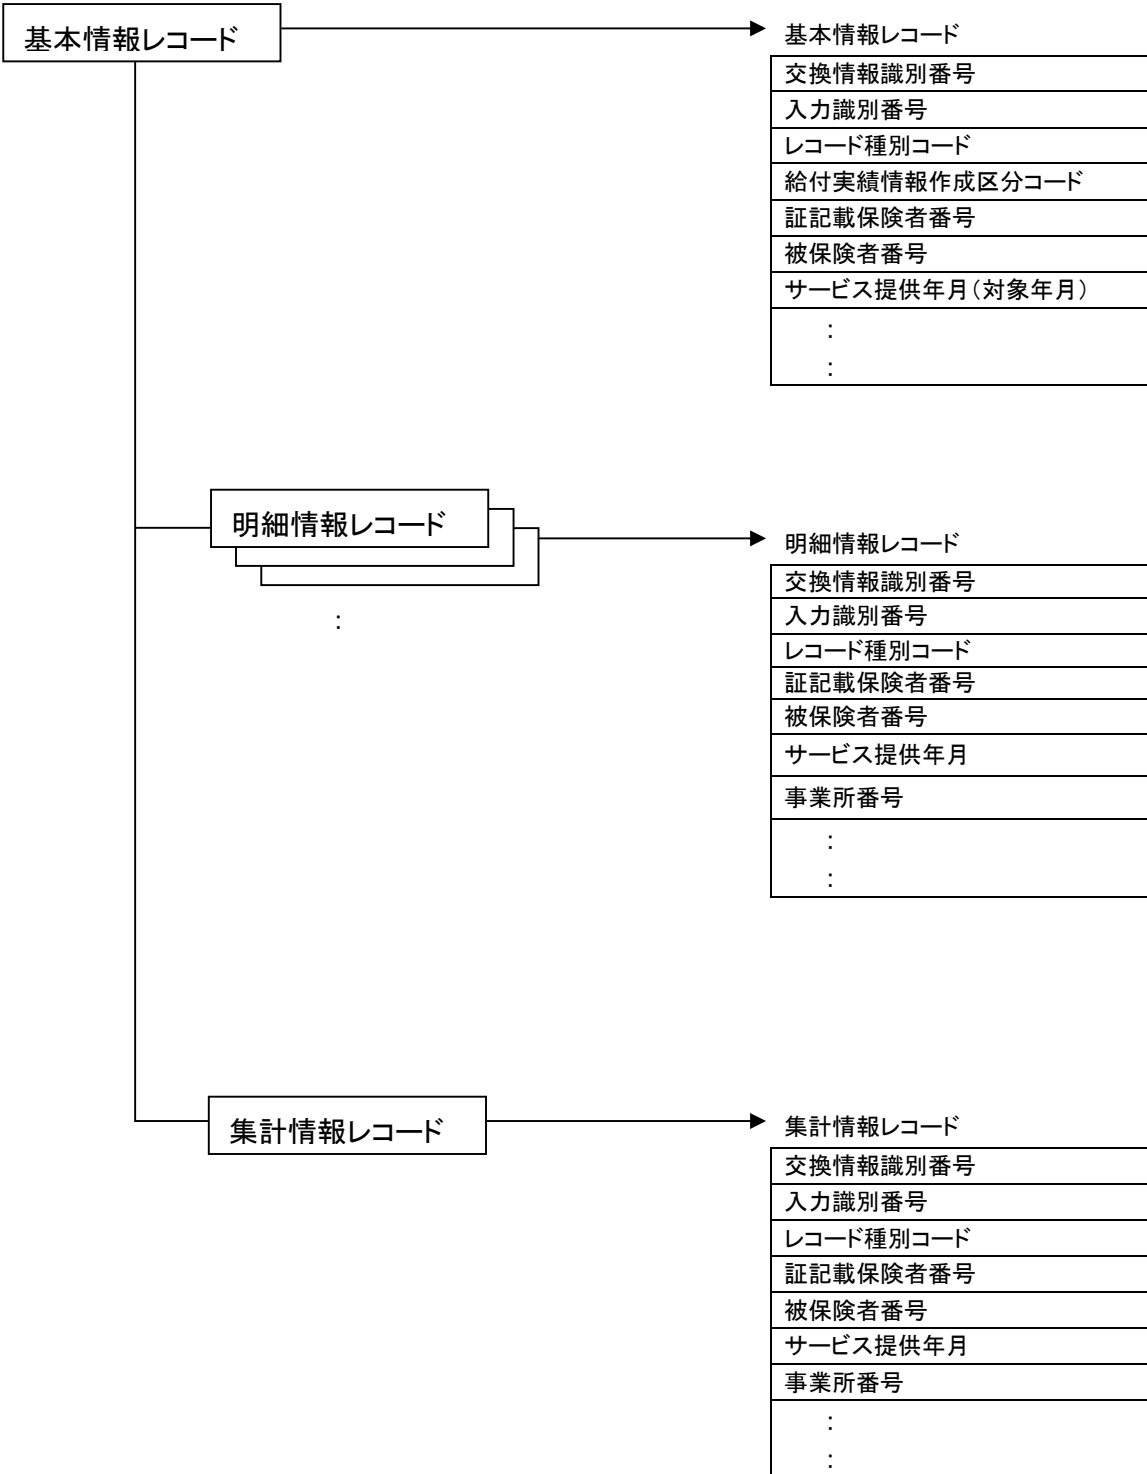 基本情報レコード
基本情報レコード
交換情報識別番号
入力識別番号
レコード種別コード
給付実績情報作成区分コード
証記載保険者番号
被保険者番号
サービス提供年月（対象年月）
：
：
明細情報レコード
：
明細情報レコード
交換情報識別番号
入力識別番号
レコード種別コード
証記載保険者番号
被保険者番号
サービス提供年月
事業所番号
：
：
集計情報レコード
集計情報レコード
交換情報識別番号
入力識別番号
レコード種別コード
証記載保険者番号
被保険者番号
サービス提供年月
事業所番号
：
：